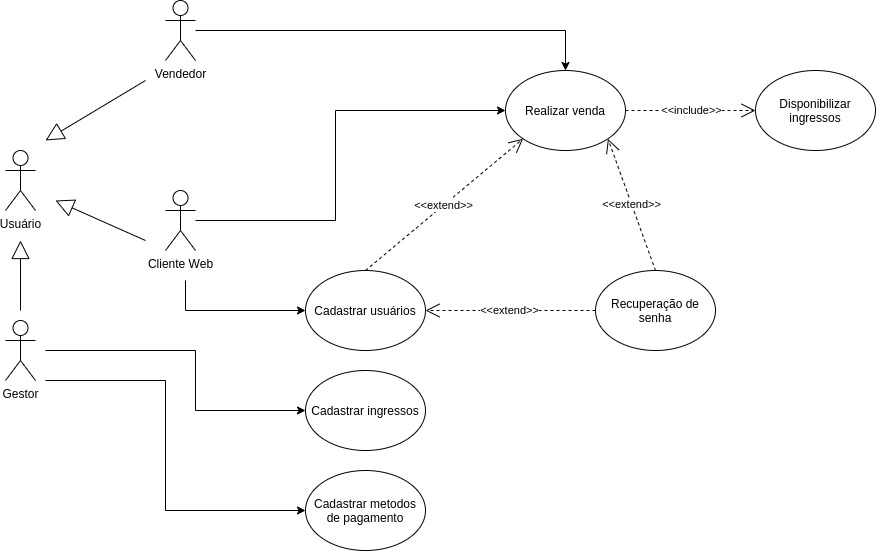 Vendedor
Realizar venda
<<include>>
Disponibilizar
ingressos
Usuário
<<extend>>
<<extend>>
Cliente Web
Cadastrar usuários
<<extend>>
Recuperação de
senha
Gestor
Cadastrar ingressos
Cadastrar metodos
de pagamento